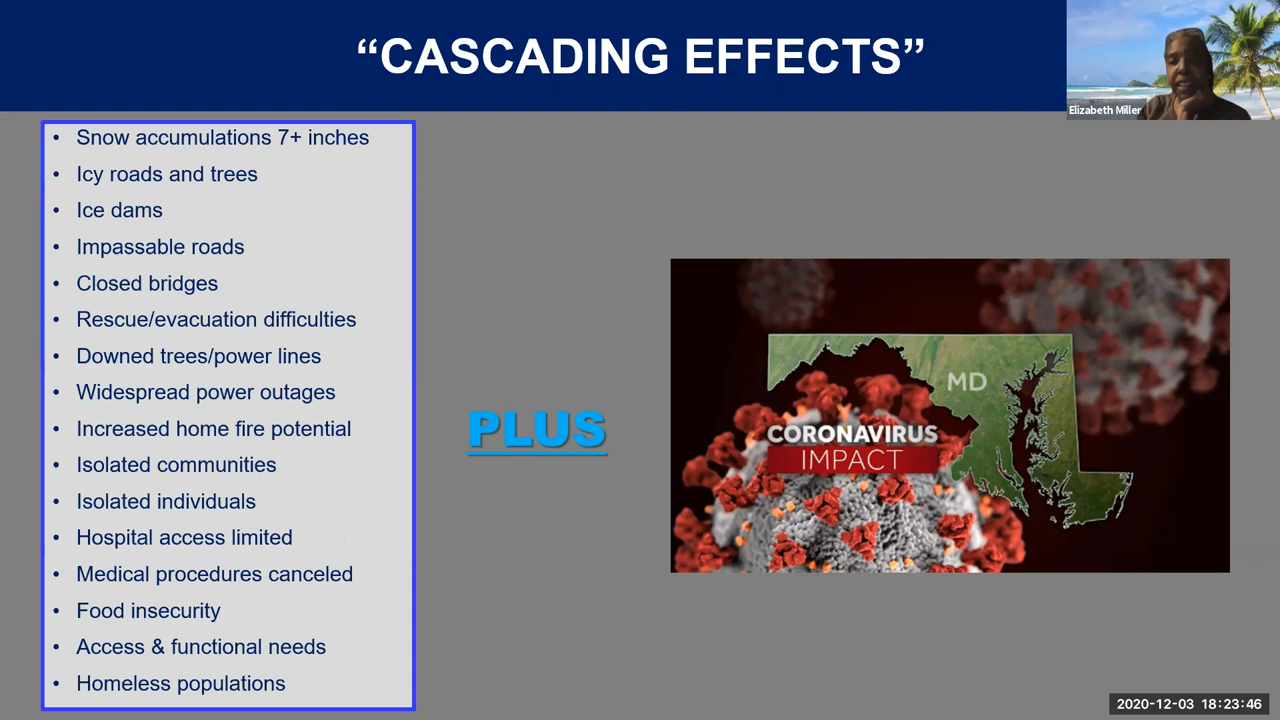 “CASCADING EFFECTS”
Elizabeth Miller
• Snow accumulations 7+ inches
• Icy roads and trees
• Ice dams
• Impassable roads
• Closed bridges
• Rescue/evacuation difficulties
• Downed trees/power lines
• Widespread power outages
• Increased home fire potential
• Isolated communities
• Isolated individuals
• Hospital access limited
• Medical procedures canceled
• Food insecurity
• Access & functional needs
• Homeless populations
PLUS
MD
CORONAVIRUS
IMPACT
2020-12-03 18:23:46